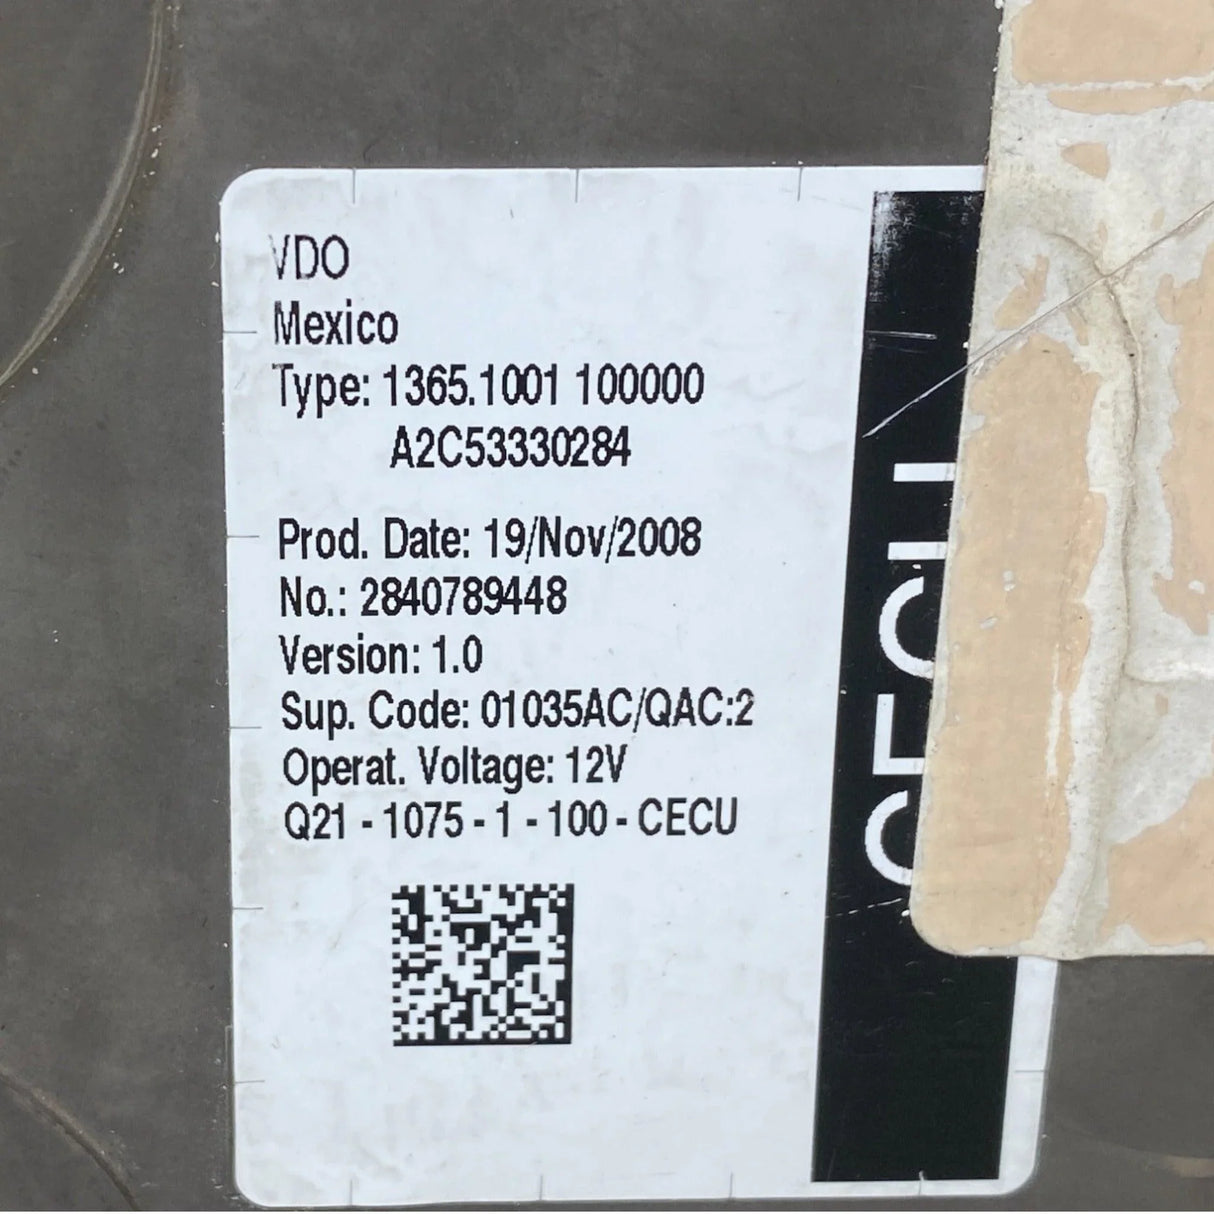 VDO
Mexico
Type: 1365.1001 100000
A2C53330284
Prod. Date: 19/Nov/2008
No.: 2840789448
Version: 1.0
Sup. Code: 01035AC/QAC:2
Operat. Voltage: 12V
Q21 - 1075 - 1 - 100 - CECU
CECU